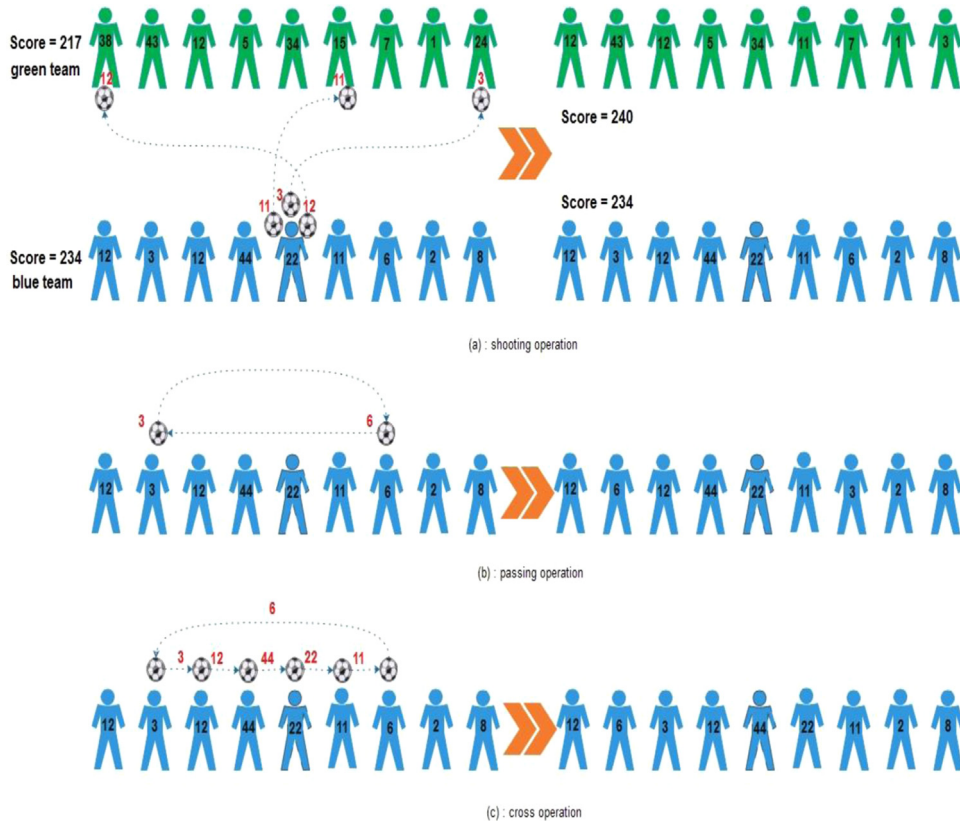 Score = 217
green team
38 43 12 5 34 15 7 1 24
12 43 12 5 34 11 7 1 3
12 11 3
Score = 240
3
11 12
Score = 234
Score = 234
blue team
12 3 12 44 22 11 6 2 8
12 3 12 44 22 11 6 2 8
(a) : shooting operation
3 6
12 3 12 44 22 11 6 2 8
12 6 12 44 22 11 3 2 8
(b) : passing operation
6
3 12 44 22 11
12 3 12 44 22 11 6 2 8
12 6 3 12 44 22 11 2 8
(c) : cross operation